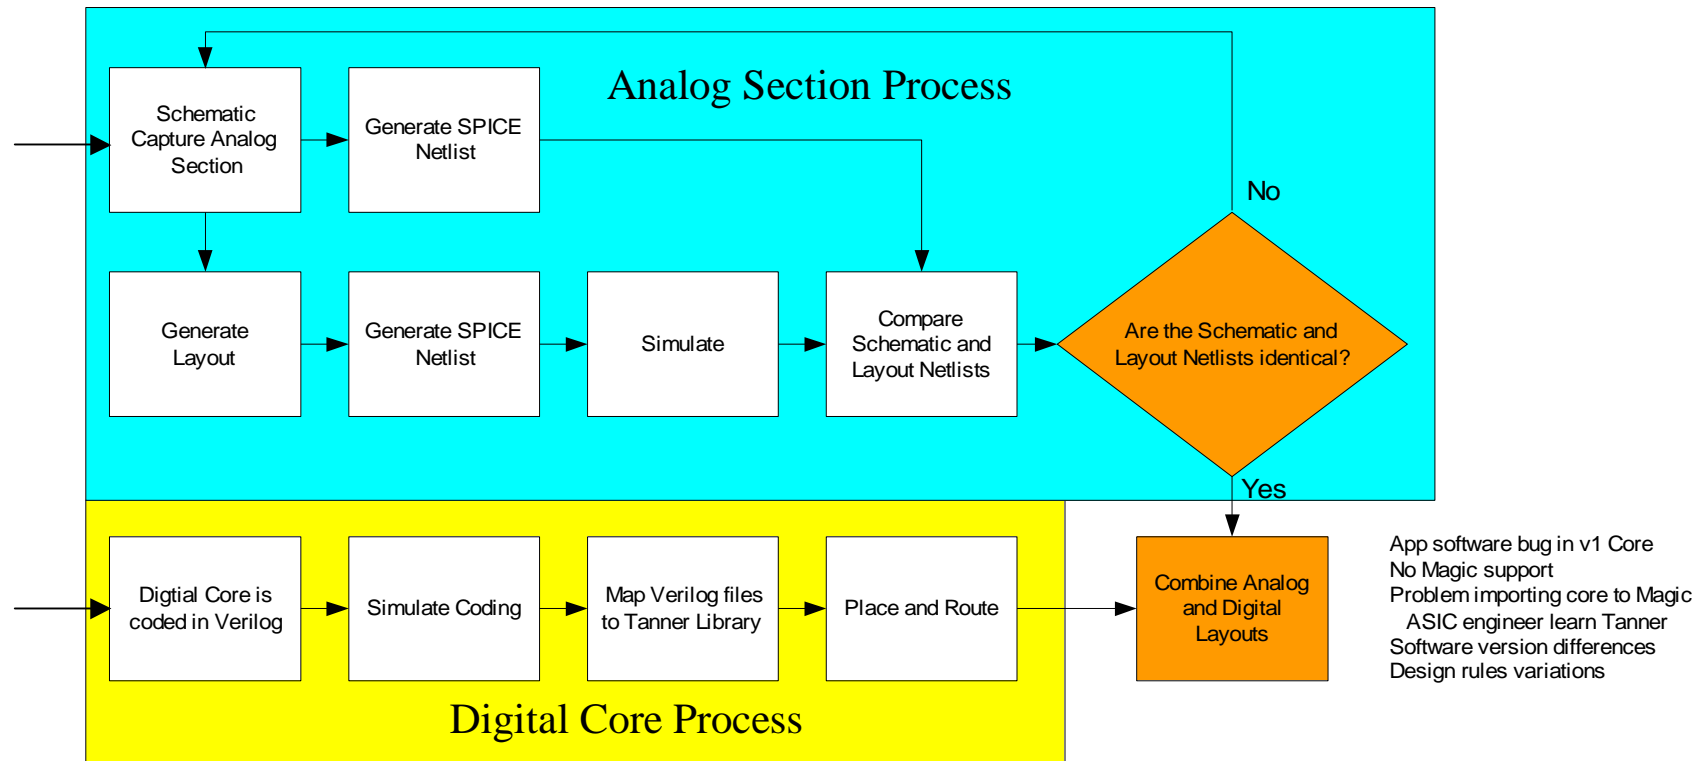 Analog Section Process
Schematic
Capture Analog
Section
Generate SPICE
Netlist
No
Generate
Layout
Generate SPICE
Netlist
Simulate
Compare
Schematic and
Layout Netlists
Are the Schematic and
Layout Netlists identical?
Yes
Digtial Core is
coded in Verilog
Simulate Coding
Map Verilog files
to Tanner Library
Place and Route
Combine Analog
and Digital
Layouts
App software bug in v1 Core
No Magic support
Problem importing core to Magic
ASIC engineer learn Tanner
Software version differences
Design rules variations
Digital Core Process